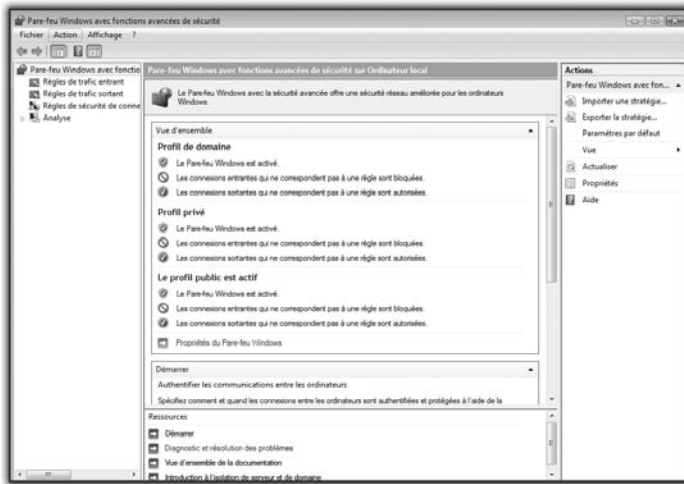 Pare-feu Windows avec fonctions avancées de sécurité
Fichier Action Affichage ?
Pare-feu Windows avec fonctio
Règles de trafic entrant
Règles de trafic sortant
Règles de sécurité de conne
Analyse
Pare-feu Windows avec fonctions avancées de sécurité sur Ordinateur local
Le Pare-feu Windows avec la sécurité avancée offre une sécurité réseau améliorée pour les ordinateurs
Windows.
Vue d'ensemble
Profil de domaine
Le Pare-feu Windows est activé.
Les connexions entrantes qui ne correspondent pas à une règle sont bloquées.
Les connexions sortantes qui ne correspondent pas à une règle sont autorisées.
Profil privé
Le Pare-feu Windows est activé.
Les connexions entrantes qui ne correspondent pas à une règle sont bloquées.
Les connexions sortantes qui ne correspondent pas à une règle sont autorisées.
Le profil public est actif
Le Pare-feu Windows est activé.
Les connexions entrantes qui ne correspondent pas à une règle sont bloquées.
Les connexions sortantes qui ne correspondent pas à une règle sont autorisées.
Propriétés du Pare-feu Windows
Démarrer
Authentifier les communications entre les ordinateurs
Spécifiez comment et quand les connexions entre les ordinateurs sont authentifiées et protégées à l'aide de la
Ressources
Démarrer
Diagnostic et résolution des problèmes
Vue d'ensemble de la documentation
Introduction à l'isolation de serveur et de domaine
Actions
Pare-feu Windows avec fon...
Importer une stratégie...
Exporter la stratégie...
Paramètres par défaut
Vue
Actualiser
Propriétés
Aide